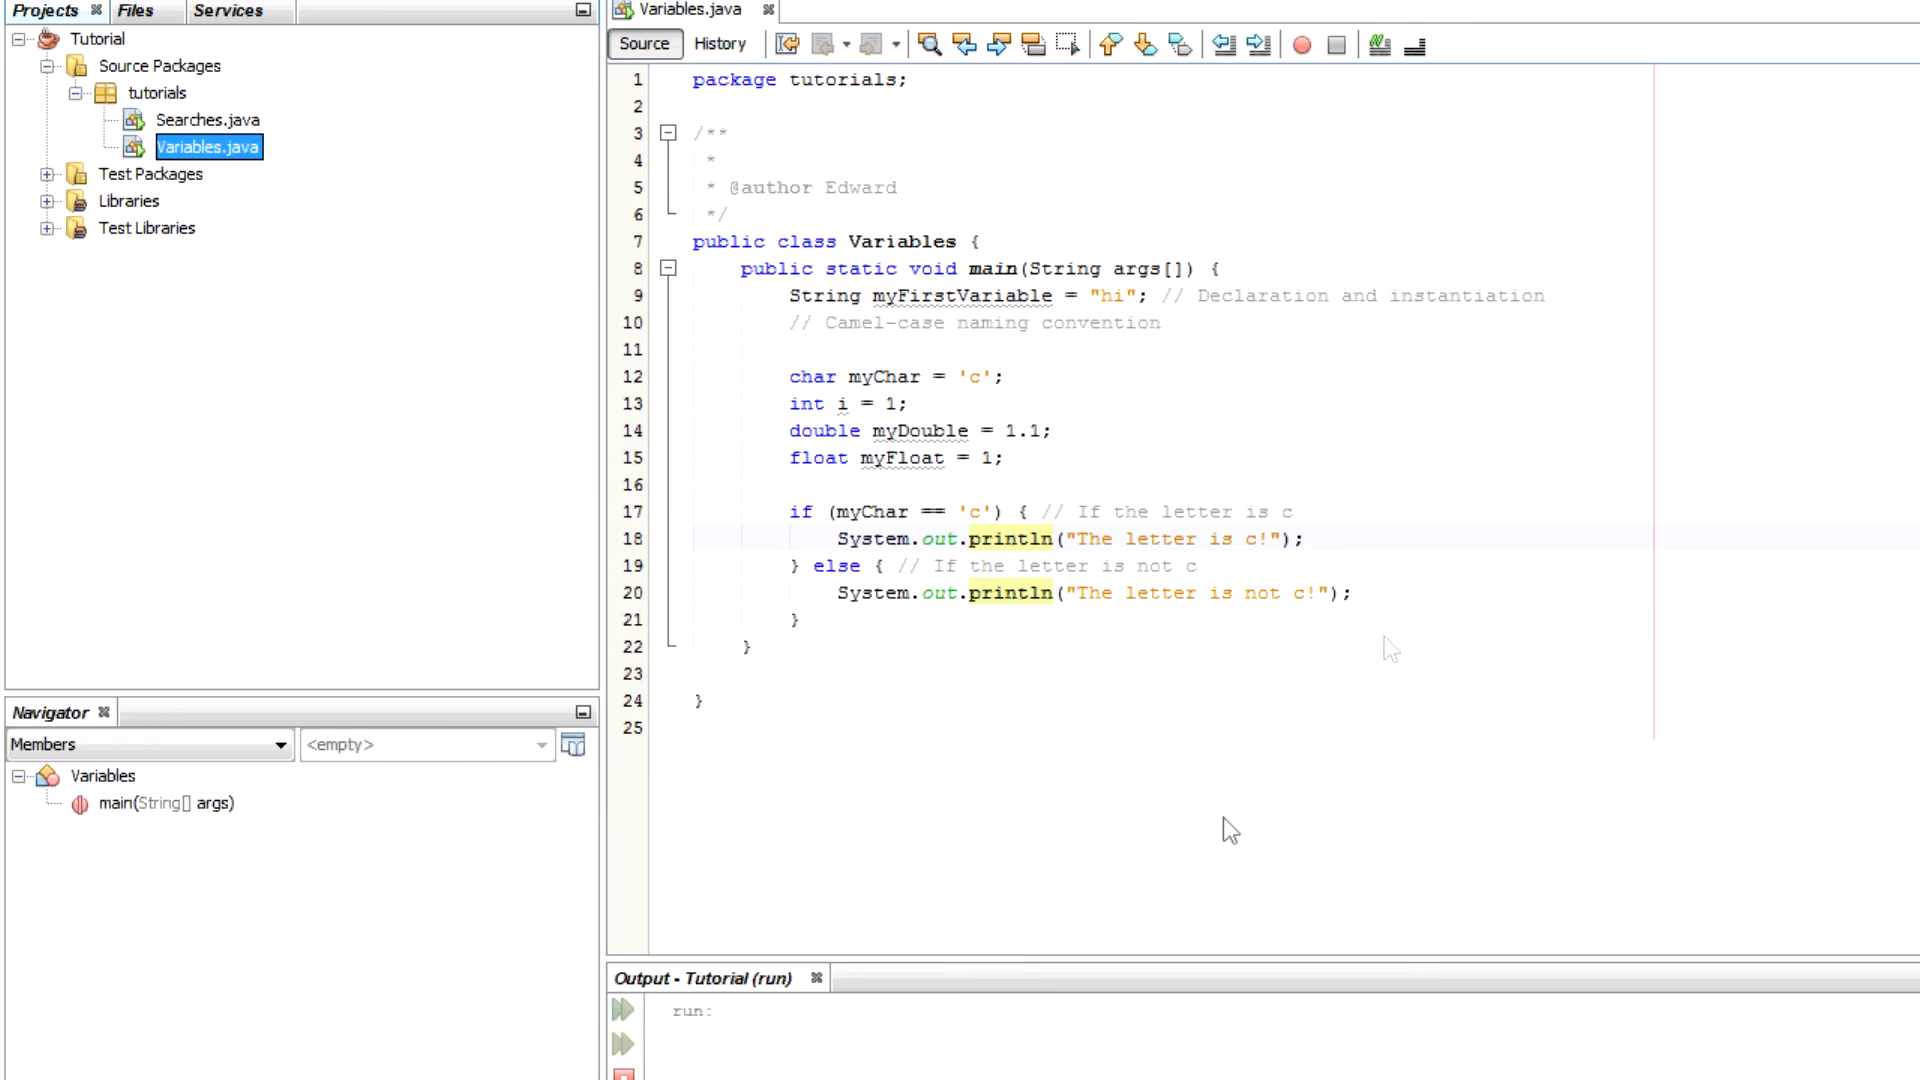 Projects Files Services
Tutorial
Source Packages
tutorials
Searches.java
Variables.java
Test Packages
Libraries
Test Libraries
Navigator
Members <empty>
Variables
main(String[] args)
Variables.java
Source History
1 package tutorials;
2
3 /**
4 *
5 * @author Edward
6 */
7 public class Variables {
8 public static void main(String args[]) {
9 String myFirstVariable = "hi"; // Declaration and instantiation
10 // Camel-case naming convention
11
12 char myChar = 'c';
13 int i = 1;
14 double myDouble = 1.1;
15 float myFloat = 1;
16
17 if (myChar == 'c') { // If the letter is c
18 System.out.println("The letter is c!");
19 } else { // If the letter is not c
20 System.out.println("The letter is not c!");
21 }
22 }
23
24 }
25
Output - Tutorial (run)
run: